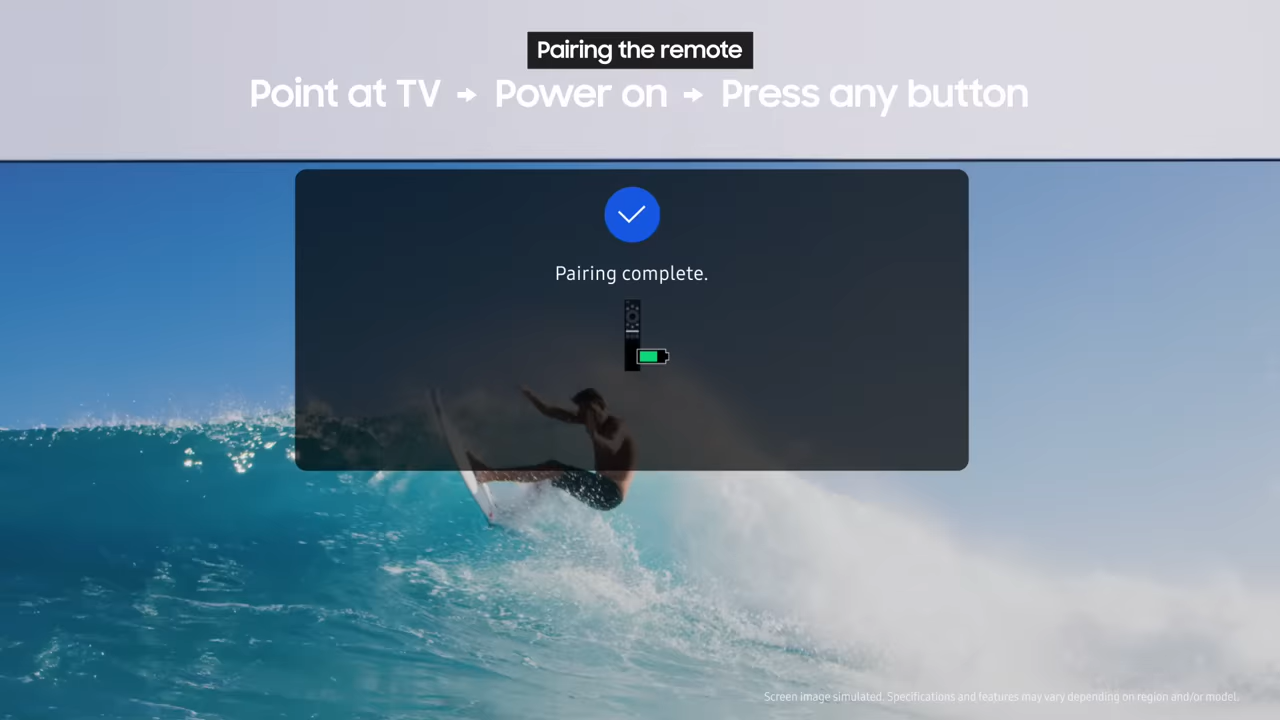 Pairing the remote
Point at TV → Power on → Press any button
Pairing complete.
Screen image simulated. Specifications and features may vary depending on region and/or model.